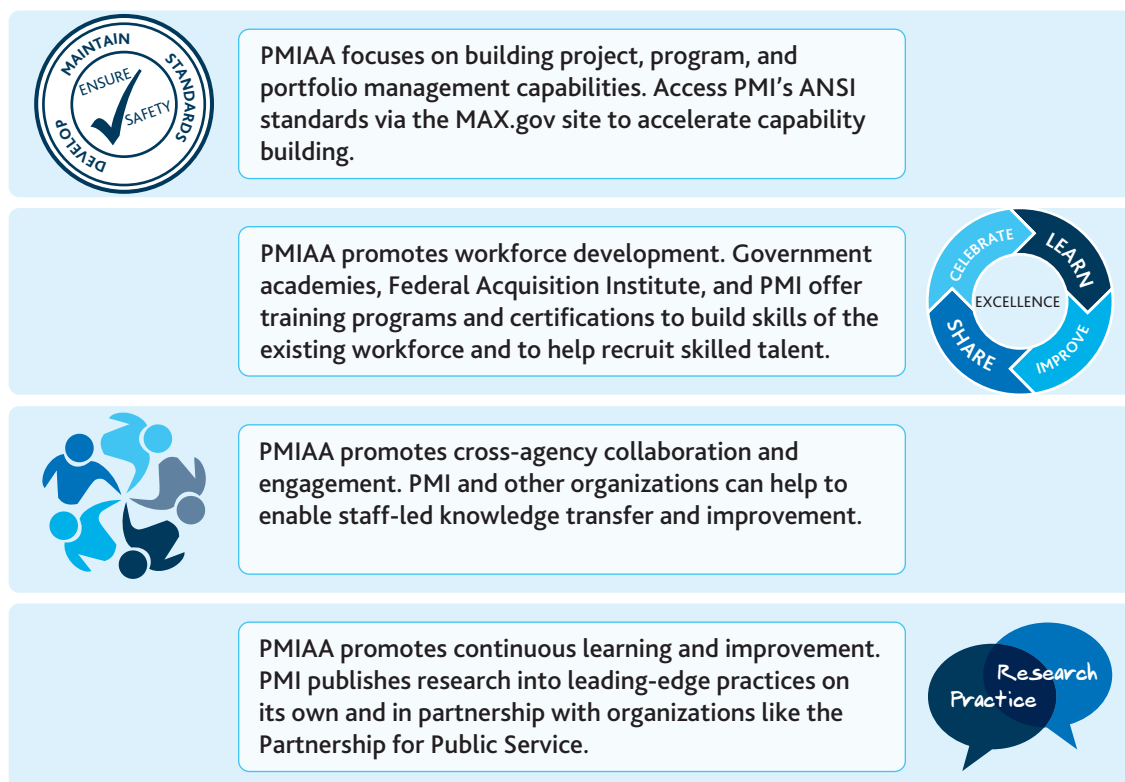 MAINTAIN
STANDARDS
DEVELOP
ENSURE
SAFETY
PMIAA focuses on building project, program, and
portfolio management capabilities. Access PMI’s ANSI
standards via the MAX.gov site to accelerate capability
building.
PMIAA promotes workforce development. Government
academies, Federal Acquisition Institute, and PMI offer
training programs and certifications to build skills of the
existing workforce and to help recruit skilled talent.
CELEBRATE
LEARN
EXCELLENCE
SHARE
IMPROVE
PMIAA promotes cross-agency collaboration and
engagement. PMI and other organizations can help to
enable staff-led knowledge transfer and improvement.
PMIAA promotes continuous learning and improvement.
PMI publishes research into leading-edge practices on
its own and in partnership with organizations like the
Partnership for Public Service.
Research
Practice